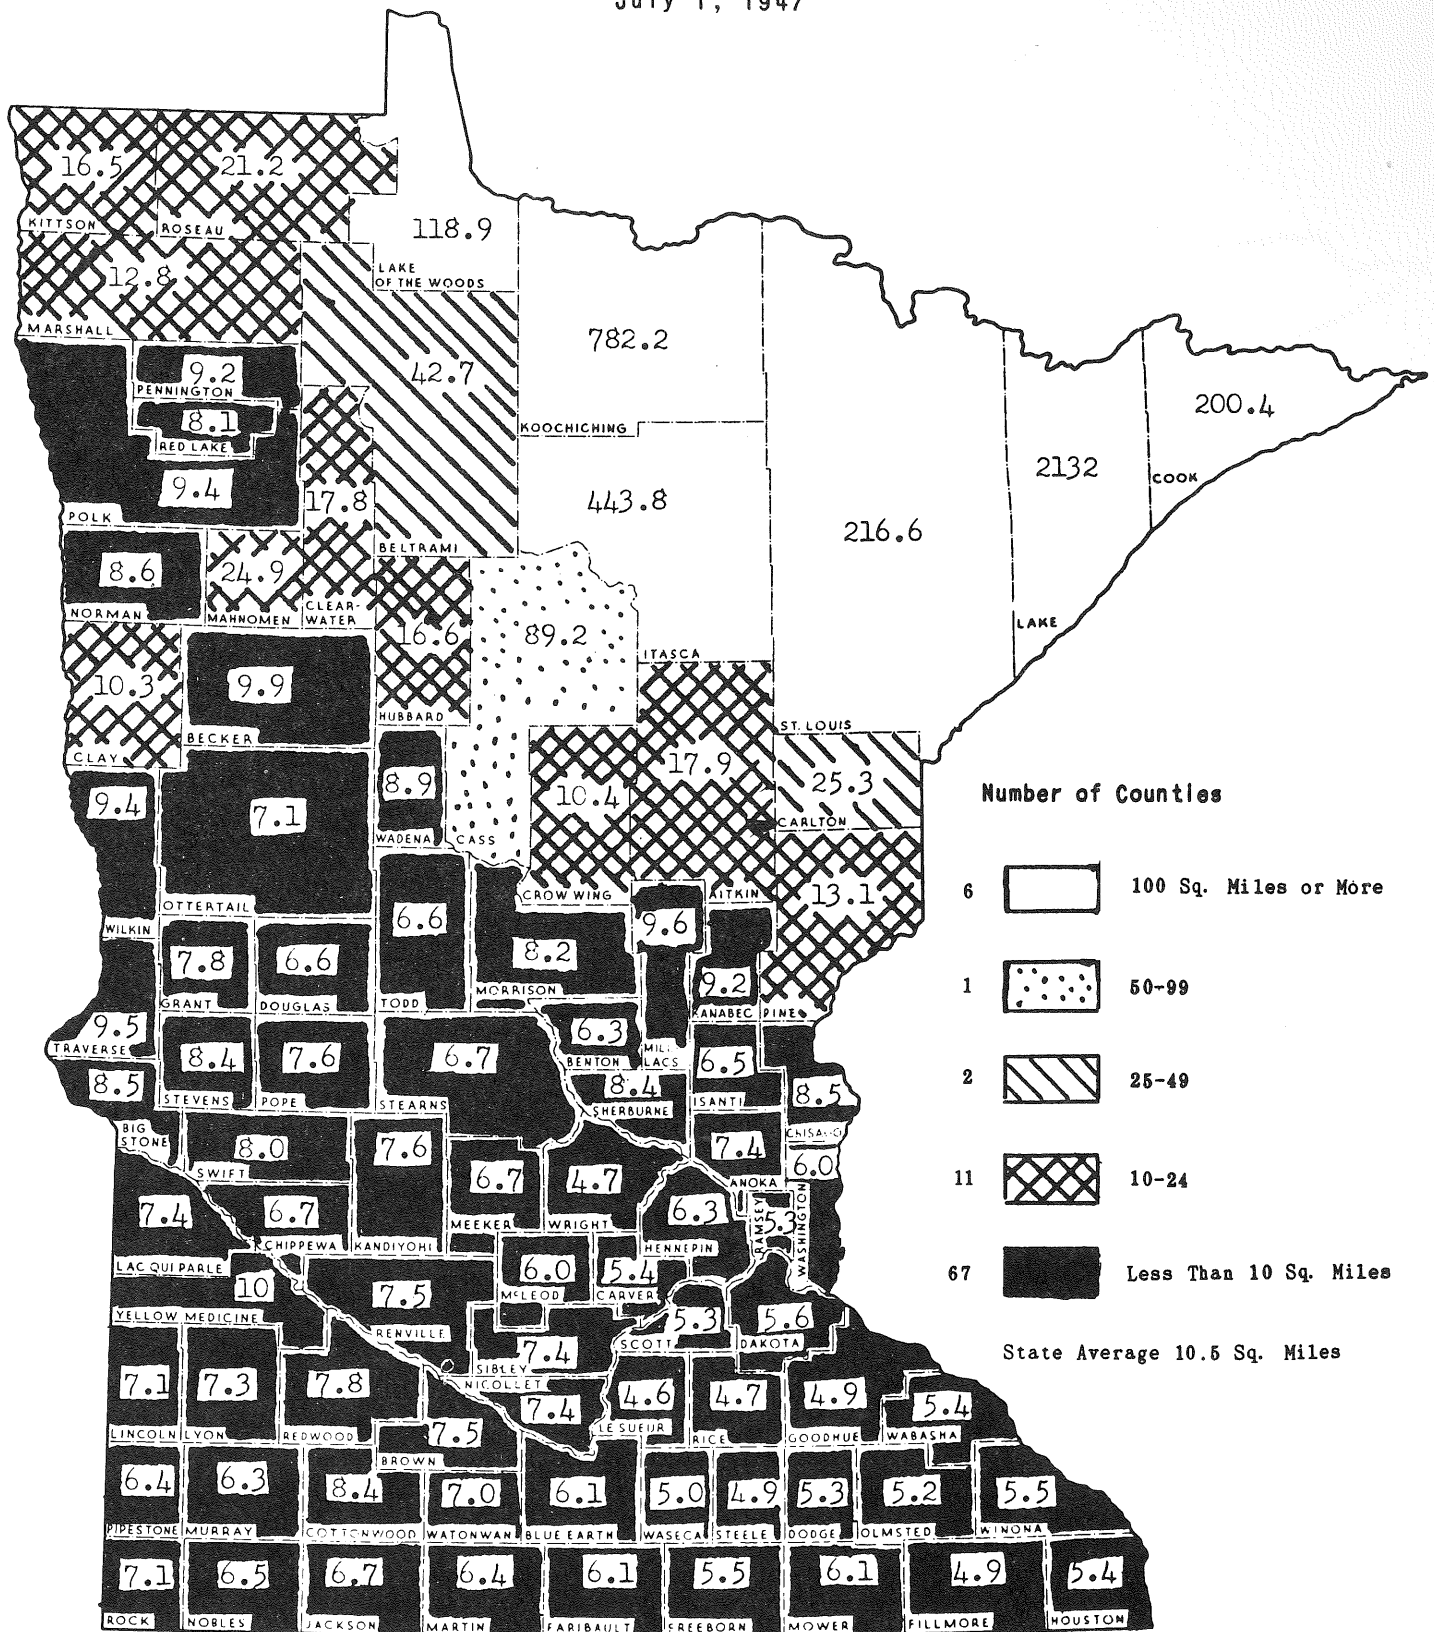 July 1, 1947
16.5
21.2
KITTSON
ROSEAU
118.9
12.8
LAKE
OF THE WOODS
MARSHALL
782.2
9.2
PENNINGTON
42.7
8.1
RED LAKE
KOOCHICHING
200.4
9.4
17.8
443.8
2132
COOK
POLK
216.6
BELTRAMI
8.6
24.9
NORMAN
MAHNOMEN
CLEAR-
WATER
16.6
89.2
LAKE
ITASCA
10.3
9.9
HUBBARD
BECKER
ST. LOUIS
CLAY
17.9
25.3
8.9
10.4
9.4
7.1
CARLTON
WADENA
CASS
Number of Counties
6 100 Sq. Miles or More
CROW WING
AITKIN
13.1
OTTERTAIL
6.6
9.6
WILKIN
7.8
6.6
8.2
9.2
1 50-99
MORRISON
GRANT
DOUGLAS
TODD
KANABEC
PINE
9.5
6.3
TRAVERSE
8.4
7.6
6.7
BENTON
MILLE
LACS
6.5
8.5
8.4
8.5
2 25-49
STEVENS
POPE
STEARNS
SHERBURNE
ISANTI
BIG
STONE
CHISAGO
8.0
7.6
7.4
SWIFT
6.7
4.7
6.0
ANOKA
11 10-24
7.4
6.7
6.3
5.3
RAMSEY
WASHINGTON
MEEKER
WRIGHT
CHIPPEWA
KANDIYOHI
HENNEPIN
LAC QUI PARLE
10
6.0
5.4
67 Less Than 10 Sq. Miles
7.5
McLEOD
CARVER
YELLOW MEDICINE
RENVILLE
5.3
5.6
7.4
SCOTT
DAKOTA
State Average 10.5 Sq. Miles
SIBLEY
NICOLLET
7.1
7.3
7.8
7.4
4.6
4.7
4.9
5.4
LE SUEUR
LINCOLN
LYON
REDWOOD
7.5
RICE
GOODHUE
WABASHA
BROWN
6.4
6.3
8.4
7.0
6.1
5.0
4.9
5.3
5.2
5.5
PIPESTONE
MURRAY
COTTONWOOD
WATONWAN
BLUE EARTH
WASECA
STEELE
DODGE
OLMSTED
WINONA
7.1
6.5
6.7
6.4
6.1
5.5
6.1
4.9
5.4
ROCK
NOBLES
JACKSON
MARTIN
FARIBAULT
FREEBORN
MOWER
FILLMORE
HOUSTON